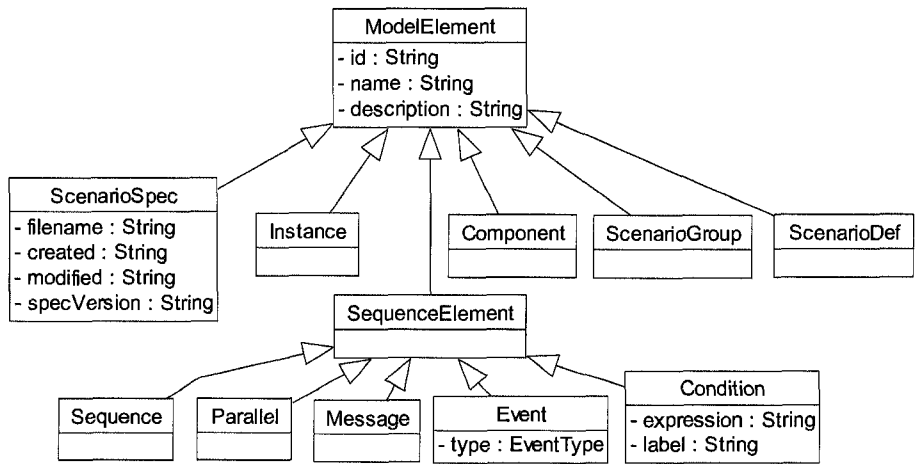 ModelElement
- id : String
- name : String
- description : String
ScenarioSpec
- filename : String
- created : String
- modified : String
- specVersion : String
Instance
Component
ScenarioGroup
ScenarioDef
SequenceElement
Sequence
Parallel
Message
Event
- type : EventType
Condition
- expression : String
- label : String